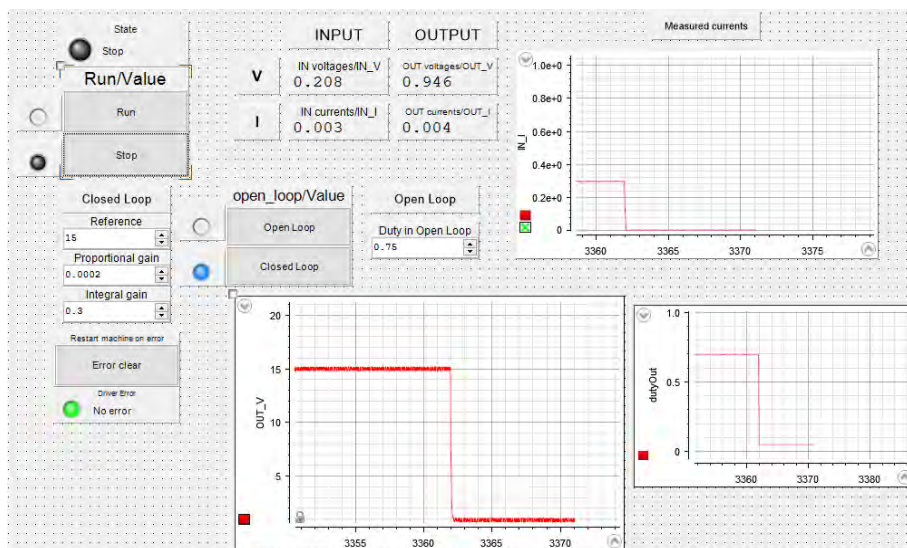 State
Stop
Run/Value
Run
Stop
INPUT OUTPUT
V
IN voltages/IN_V
0.208
OUT voltages/OUT_V
0.946
I
IN currents/IN_I
0.003
OUT currents/OUT_I
0.004
Measured currents
IN_I
1.0e+0
0.8e+0
0.6e+0
0.4e+0
0.2e+0
0
3360 3365 3370 3375
Closed Loop
Reference
15
Proportional gain
0.0002
Integral gain
0.3
open_loop/Value
Open Loop
Closed Loop
Open Loop
Duty in Open Loop
0.75
Restart machine on error
Error clear
Driver Error
No error
OUT_V
20
15
10
5
3355 3360 3365 3370
dutyOut
1.0
0.5
0
3360 3370 3380